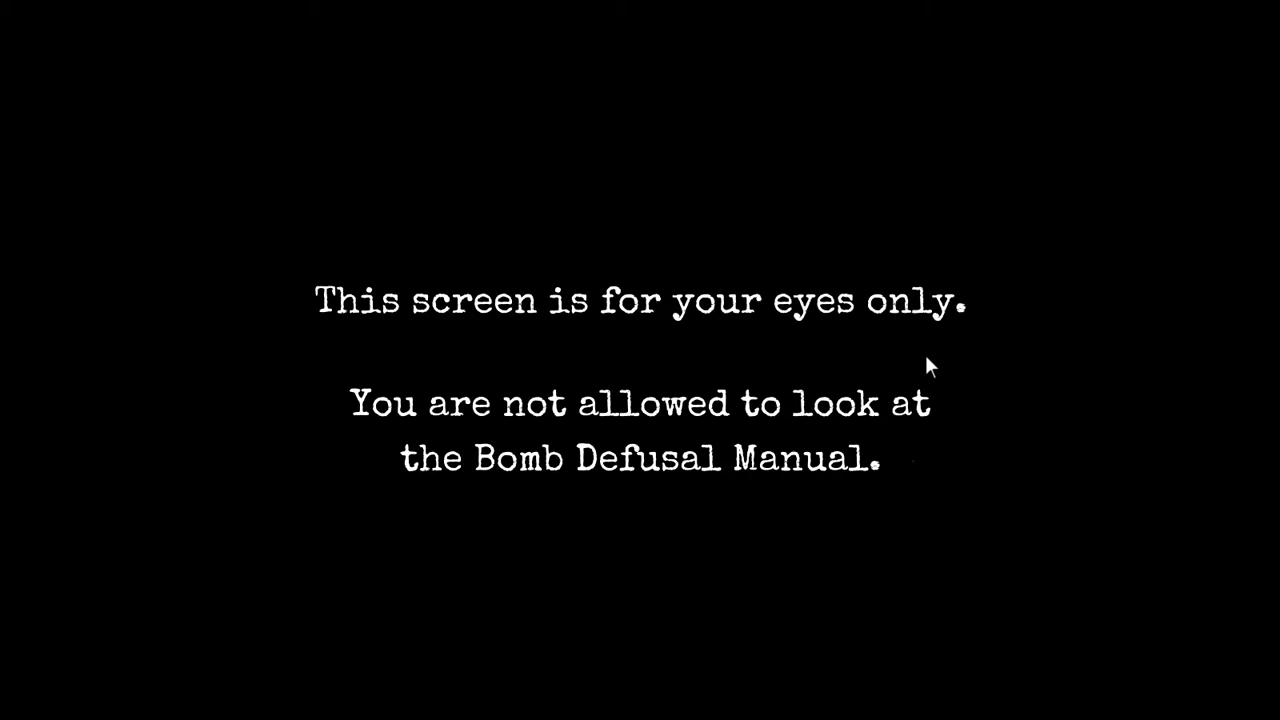 This screen is for your eyes only.
You are not allowed to look at
the Bomb Defusal Manual.